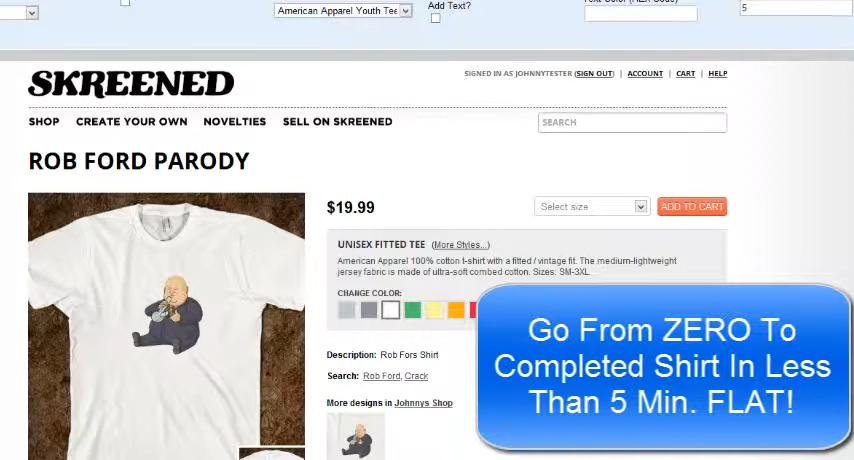 American Apparel Youth Tee
Add Text?
5
SKREENED
SIGNED IN AS JOHNNYTESTER (SIGN OUT) | ACCOUNT | CART | HELP
SHOP CREATE YOUR OWN NOVELTIES SELL ON SKREENED
SEARCH
ROB FORD PARODY
$19.99
Select size
ADD TO CART
UNISEX FITTED TEE (More Styles...)
American Apparel 100% cotton t-shirt with a fitted / vintage fit. The medium-lightweight
jersey fabric is made of ultra-soft combed cotton. Sizes: SM-3XL
CHANGE COLOR:
Go From ZERO To
Completed Shirt In Less
Than 5 Min. FLAT!
Description: Rob Fors Shirt
Search: Rob Ford, Crack
More designs in Johnnys Shop